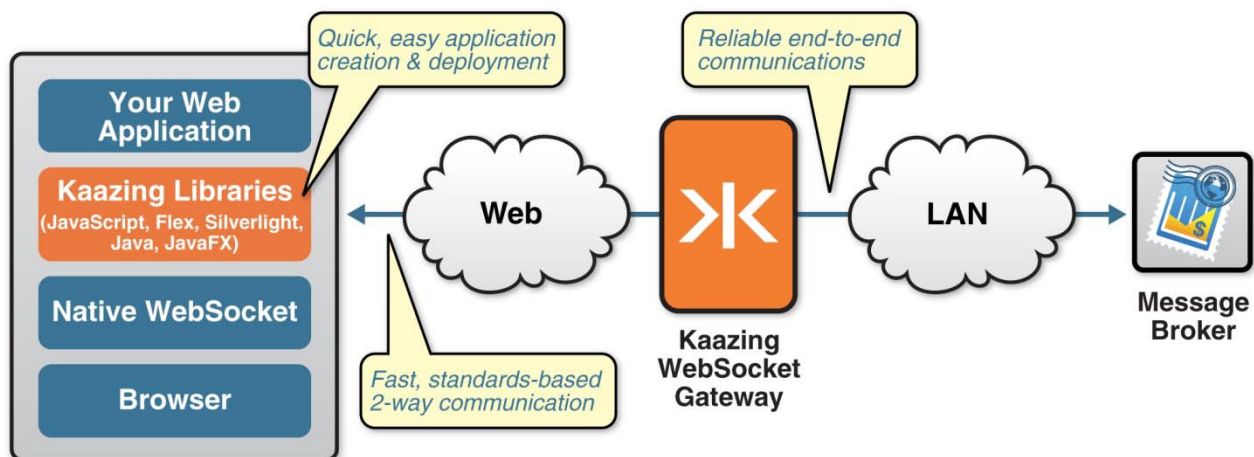 Quick, easy application
creation & deployment
Reliable end-to-end
communications
Your Web
Application
Kaazing Libraries
(JavaScript, Flex, Silverlight,
Java, JavaFX)
Native WebSocket
Browser
Web
LAN
Fast, standards-based
2-way communication
Kaazing
WebSocket
Gateway
$
Message
Broker